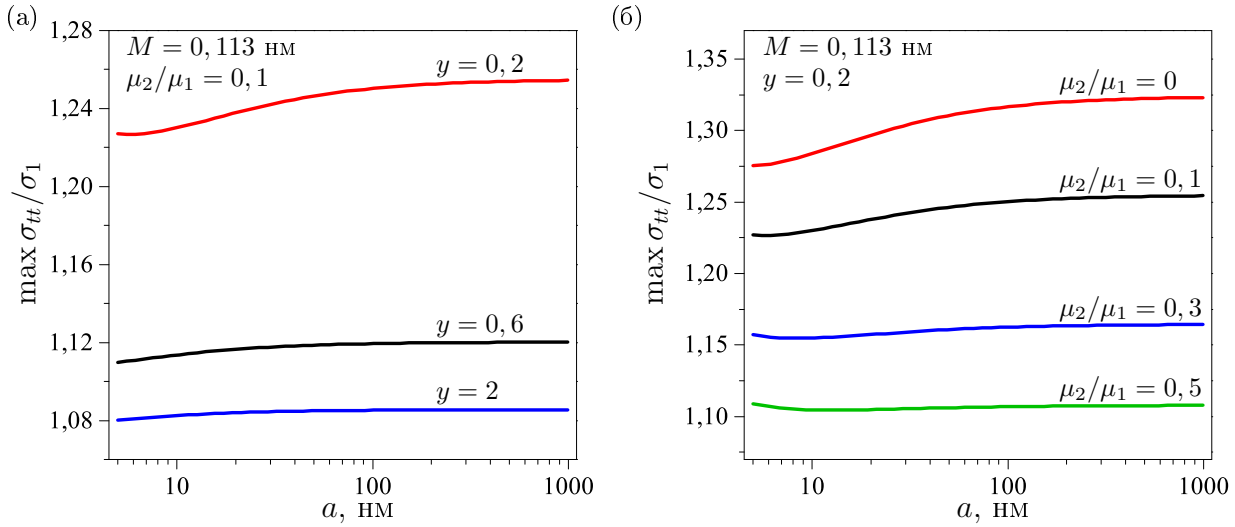 (а)
M = 0, 113 нм
μ₂/μ₁ = 0, 1
y = 0, 2
y = 0, 6
y = 2
1,28
1,24
1,20
1,16
1,12
1,08
max σ_tt/σ₁
10
100
1000
a, нм
(б)
M = 0, 113 нм
y = 0, 2
μ₂/μ₁ = 0
μ₂/μ₁ = 0, 1
μ₂/μ₁ = 0, 3
μ₂/μ₁ = 0, 5
1,35
1,30
1,25
1,20
1,15
1,10
max σ_tt/σ₁
10
100
1000
a, нм